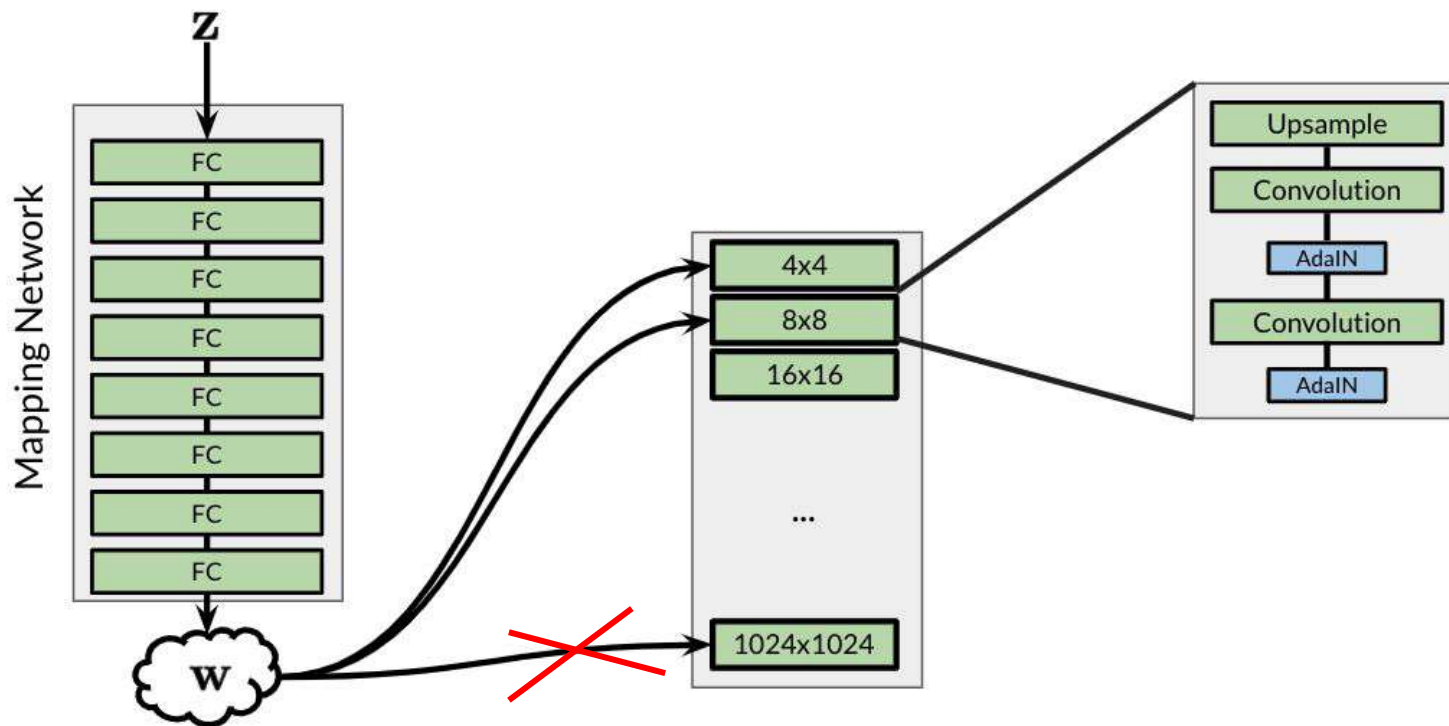 z
Mapping Network
FC
FC
FC
FC
FC
FC
FC
FC
w
4x4
8x8
16x16
...
1024x1024
Upsample
Convolution
AdaIN
Convolution
AdaIN